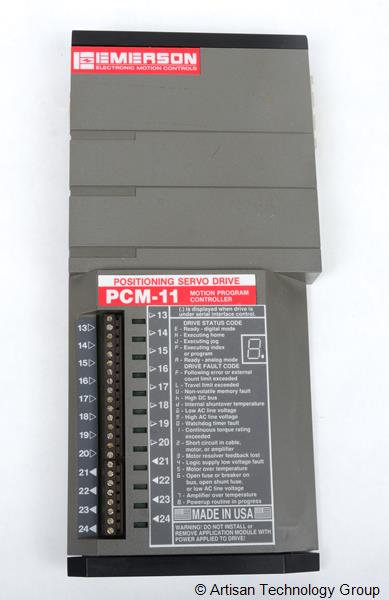 EMERSON
ELECTRONIC MOTION CONTROLS
POSITIONING SERVO DRIVE
PCM-11 MOTION PROGRAM
CONTROLLER
13
14
15
16
17
18
19
20
21
22
23
24
13
14
15
16
17
18
19
20
21
22
23
24
(.) is displayed when drive is
under serial interface control.
DRIVE STATUS CODE
E - Ready - digital mode
H - Executing home
J - Executing jog
P - Executing index
or program
R - Ready - analog mode
DRIVE FAULT CODE
F - Following error or external
count limit exceeded
L - Travel limit exceeded
U - Non-volatile memory fault
h - High DC bus
d - Internal shunt over temperature
G - Low AC line voltage
9 - High AC line voltage
0 - Watchdog timer fault
1 - Continuous torque rating
exceeded
2 - Short circuit in cable,
motor, or amplifier
3 - Motor resolver feedback lost
4 - Logic supply low voltage fault
5 - Motor over temperature
6 - Open fuse or breaker on
bus, open shunt fuse,
or low AC line voltage
7 - Amplifier over temperature
8 - Powerup routine in progress
MADE IN USA
WARNING! DO NOT INSTALL or
REMOVE APPLICATION MODULE WITH
POWER APPLIED TO DRIVE!
© Artisan Technology Group